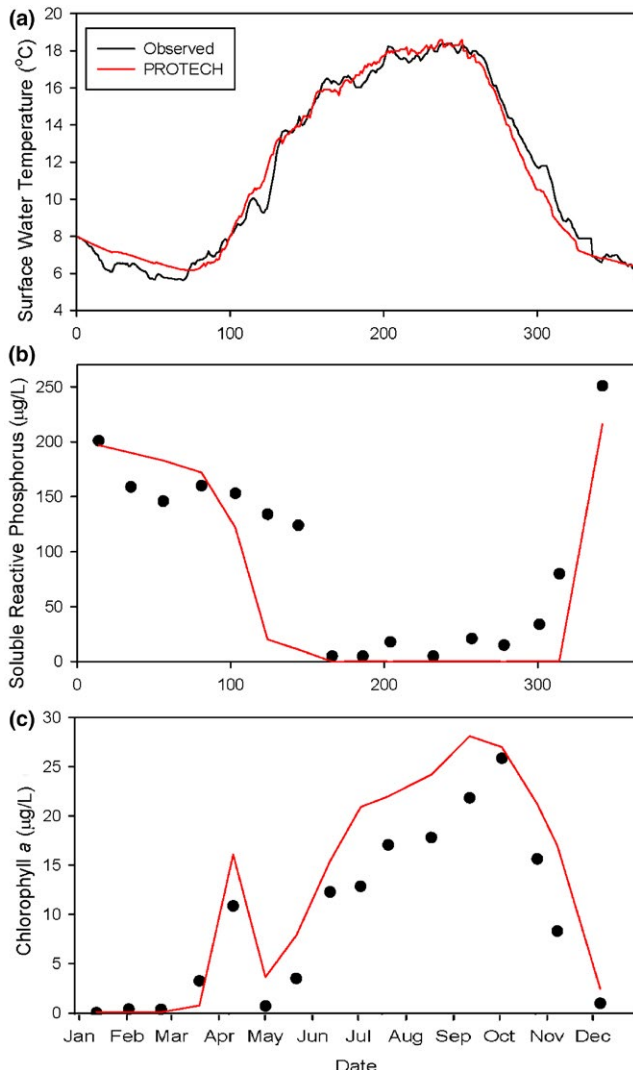 (a)
Surface Water Temperature (°C)
20
18
16
14
12
10
8
6
4
Observed
PROTECH
0 100 200 300
(b)
Soluble Reactive Phosphorus (µg/L)
250
200
150
100
50
0
0 100 200 300
(c)
Chlorophyll a (µg/L)
30
25
20
15
10
5
0
Jan Feb Mar Apr May Jun Jul Aug Sep Oct Nov Dec
Date